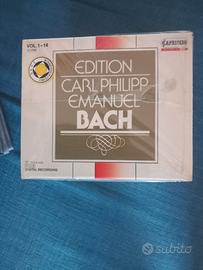 VOL. 1-14
CAPRICCIO
EDITION
CARL PHILIPP
EMANUEL
BACH
DIGITAL RECORDING
subito